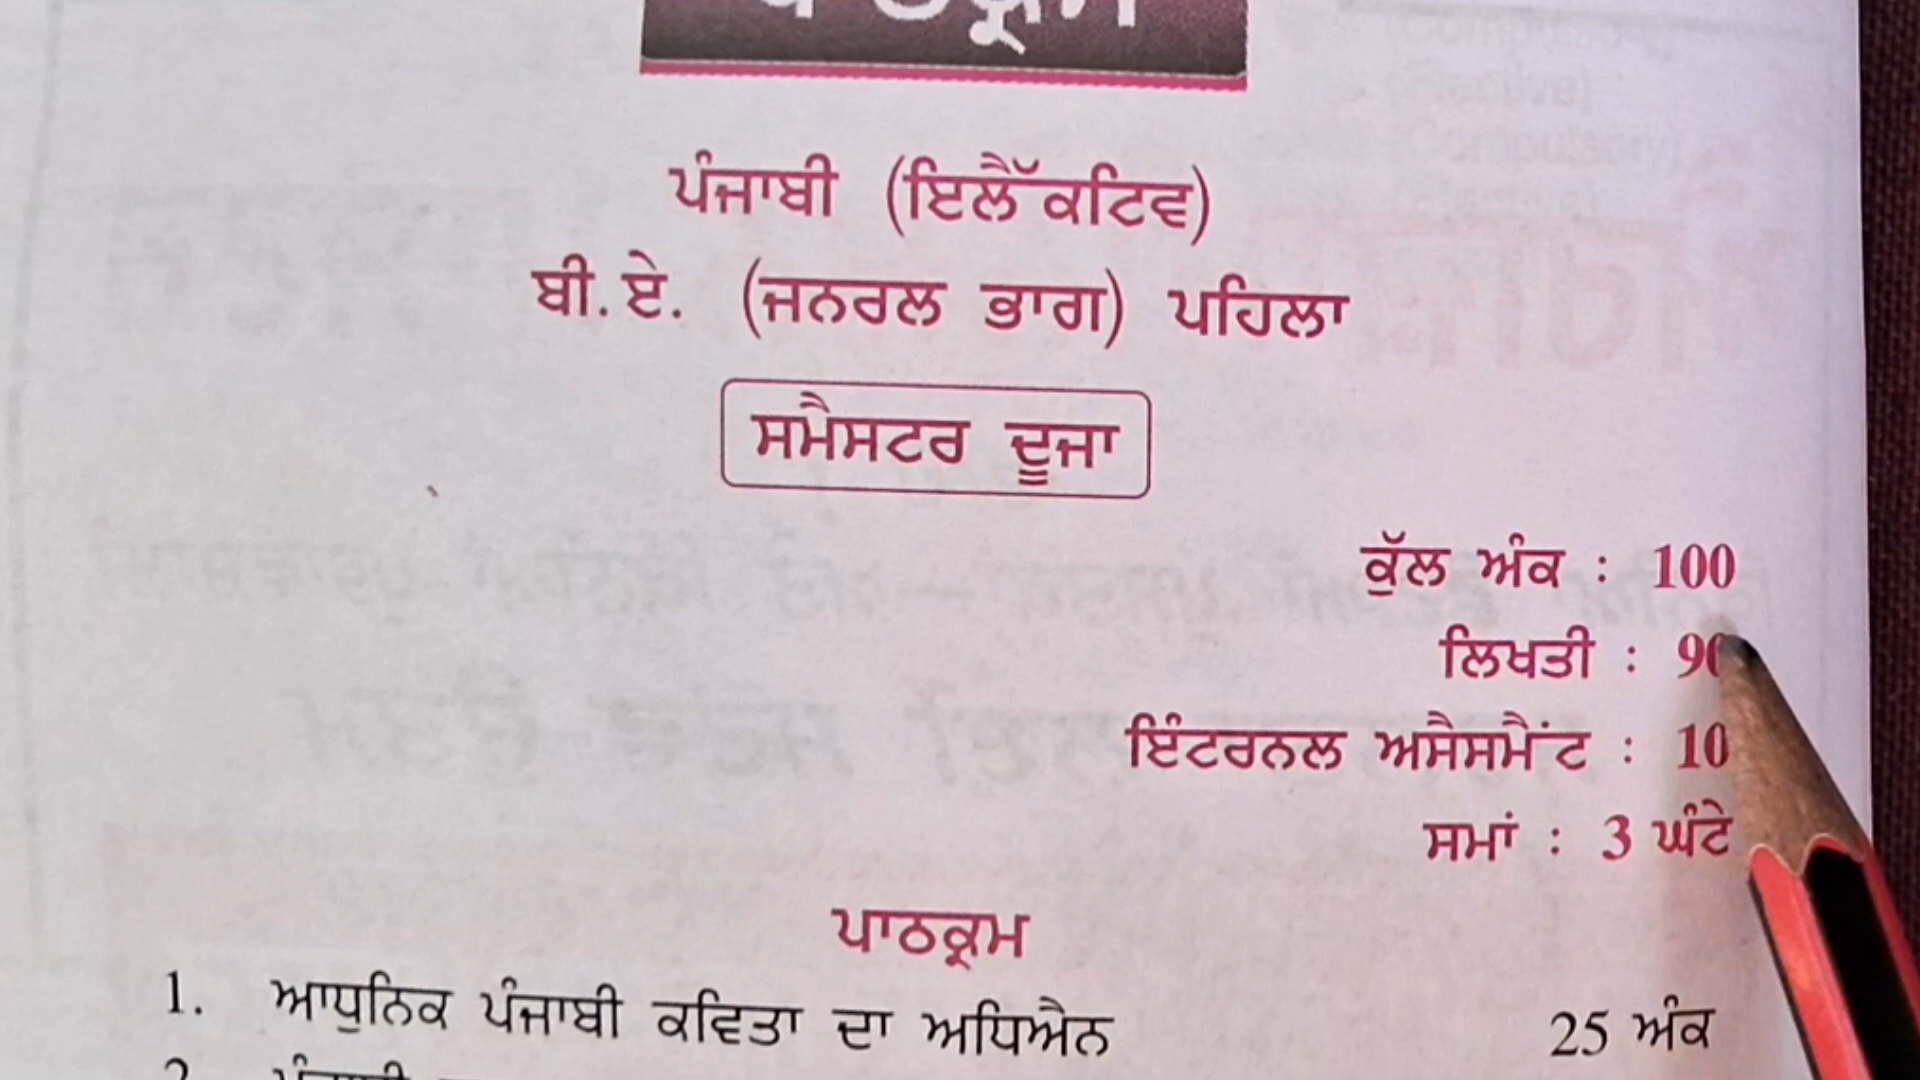 ਪੰਜਾਬੀ (ਇਲੈੱਕਟਿਵ)
ਬੀ. ਏ. (ਜਨਰਲ ਭਾਗ) ਪਹਿਲਾ
ਸਮੈਸਟਰ ਦੂਜਾ
ਕੁੱਲ ਅੰਕ : 100
ਲਿਖਤੀ : 90
ਇੰਟਰਨਲ ਅਸੈਸਮੈਂਟ : 10
ਸਮਾਂ : 3 ਘੰਟੇ
ਪਾਠਕ੍ਰਮ
1. ਆਧੁਨਿਕ ਪੰਜਾਬੀ ਕਵਿਤਾ ਦਾ ਅਧਿਐਨ 25 ਅੰਕ
2. ਪੰਜਾਬੀ